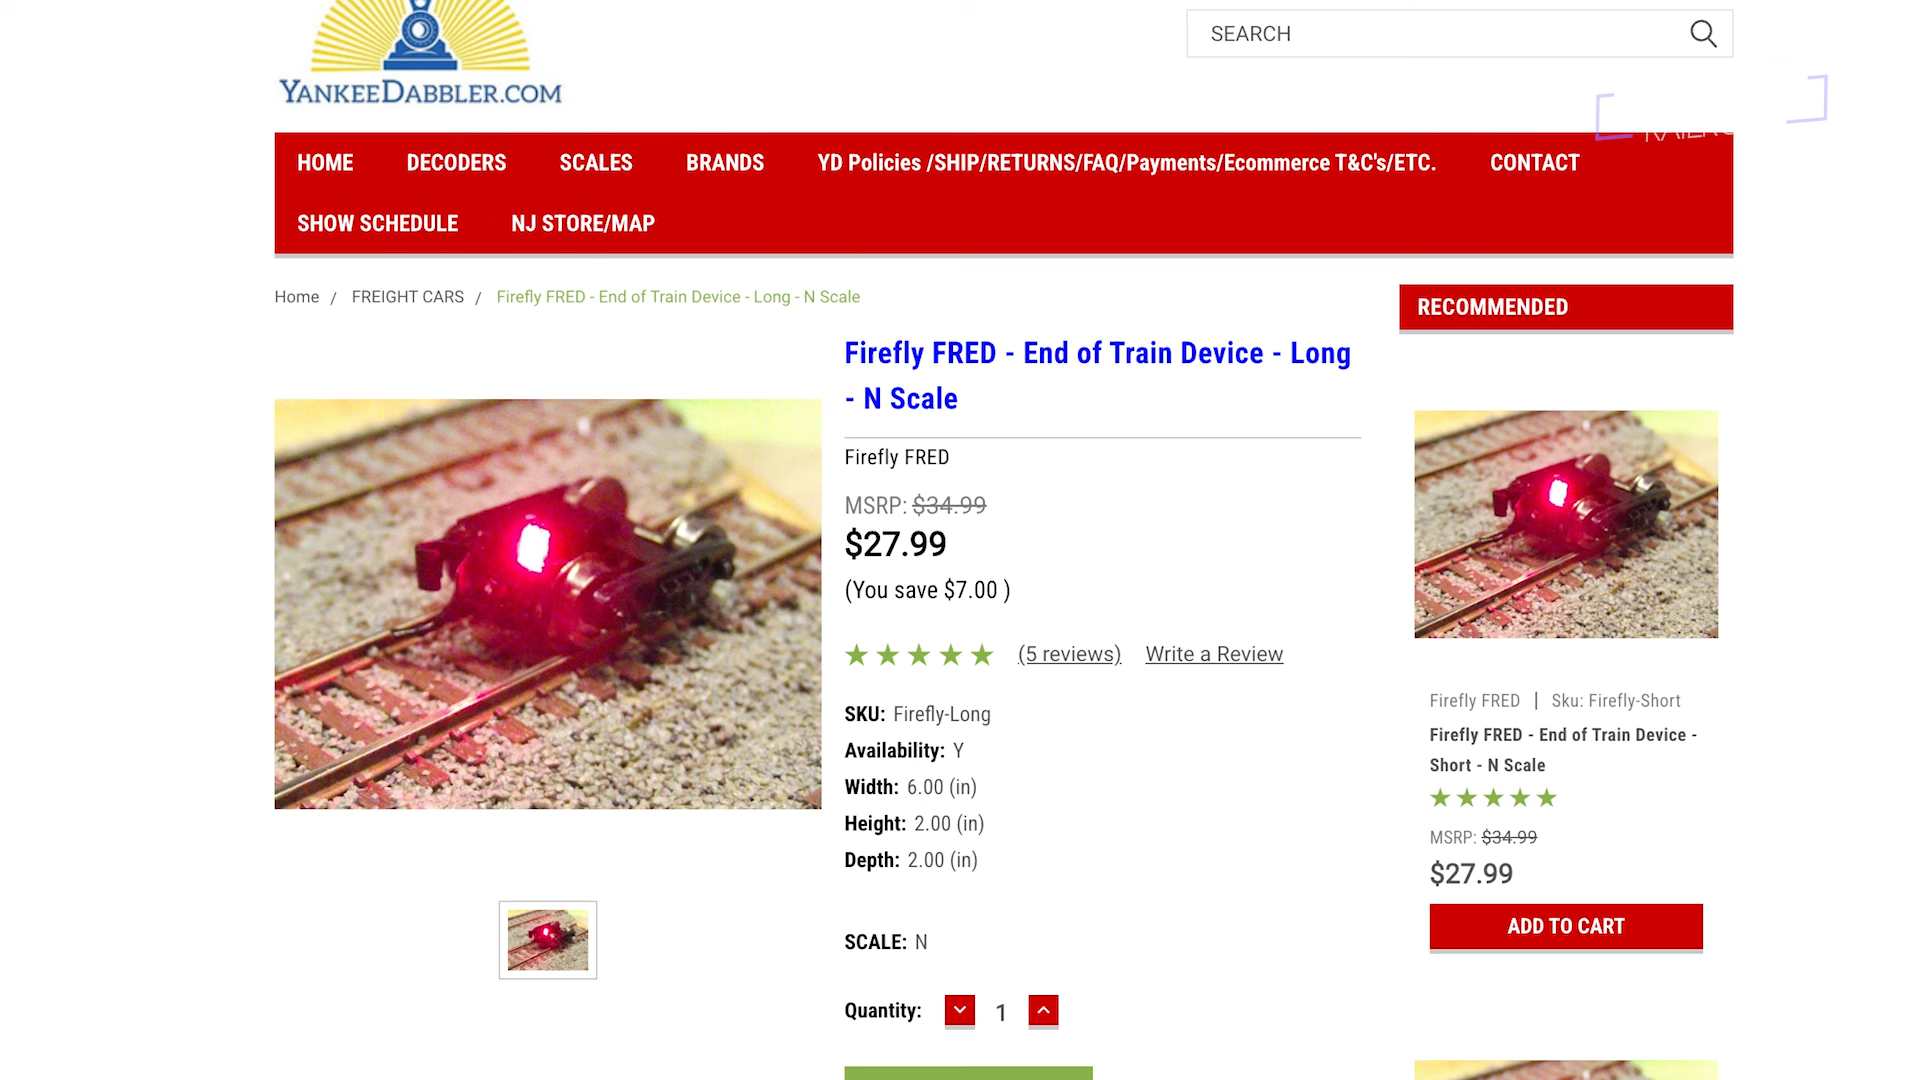 YANKEEDABBLER.COM
SEARCH
HOME DECODERS SCALES BRANDS YD Policies /SHIP/RETURNS/FAQ/Payments/Ecommerce T&C's/ETC. CONTACT
SHOW SCHEDULE NJ STORE/MAP
Home / FREIGHT CARS / Firefly FRED - End of Train Device - Long - N Scale
RECOMMENDED
Firefly FRED - End of Train Device - Long
- N Scale
Firefly FRED
MSRP: $34.99
$27.99
(You save $7.00 )
(5 reviews) Write a Review
SKU: Firefly-Long
Availability: Y
Width: 6.00 (in)
Height: 2.00 (in)
Depth: 2.00 (in)
SCALE: N
Quantity: 1
Firefly FRED | Sku: Firefly-Short
Firefly FRED - End of Train Device -
Short - N Scale
MSRP: $34.99
$27.99
ADD TO CART